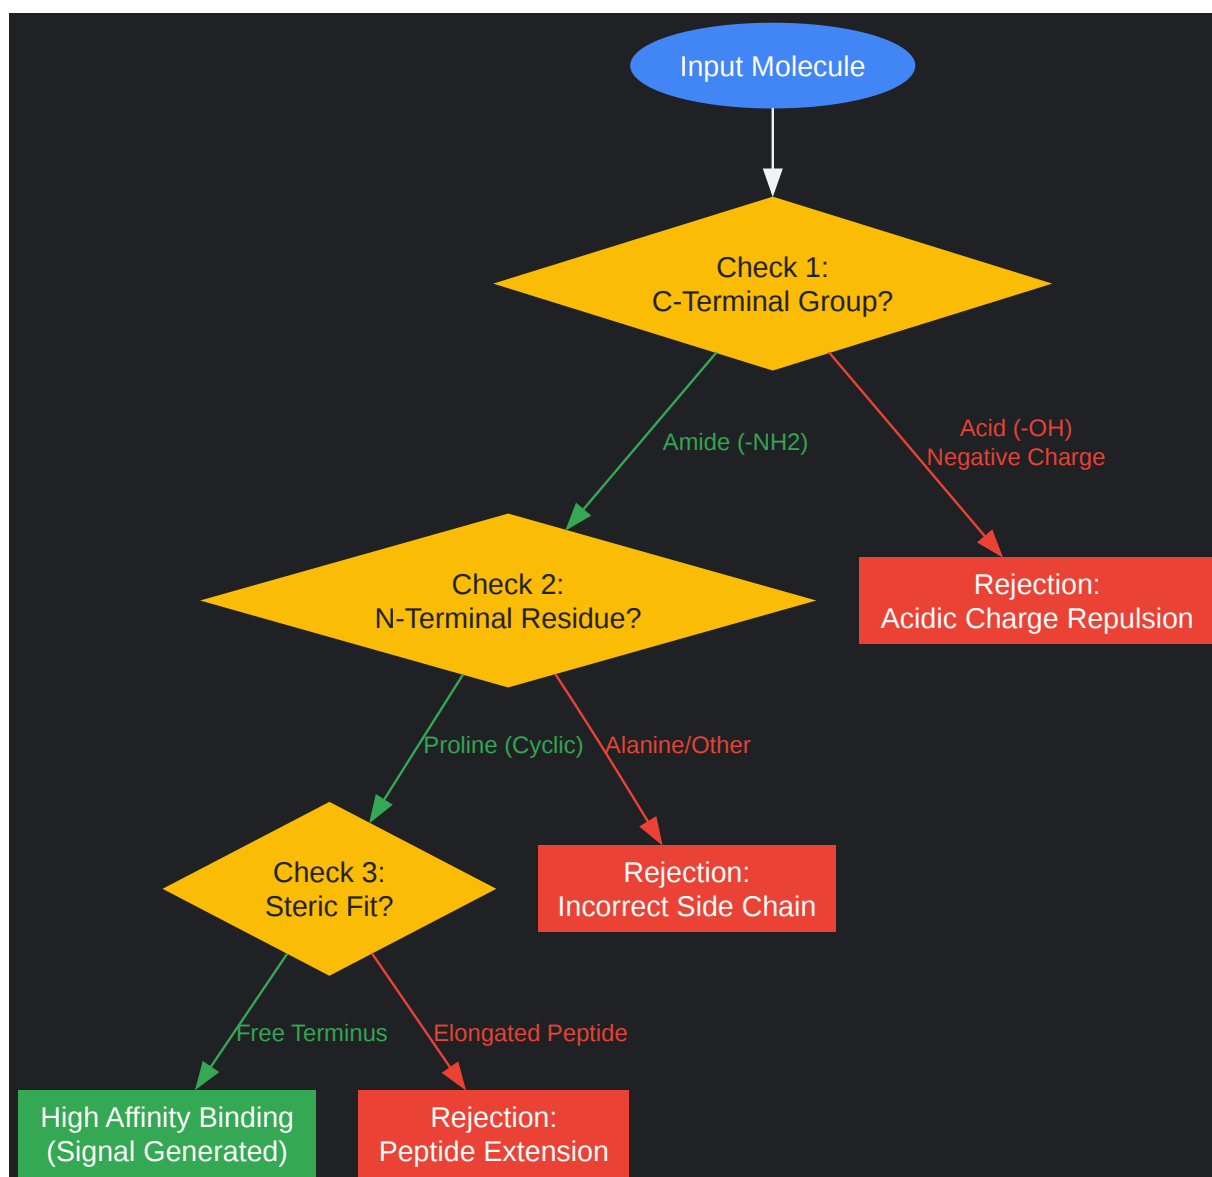 Input Molecule
Check 1:
C-Terminal Group?
Amide (-NH2)
Acid (-OH)
Negative Charge
Check 2:
N-Terminal Residue?
Rejection:
Acidic Charge Repulsion
Proline (Cyclic)
Alanine/Other
Check 3:
Steric Fit?
Rejection:
Incorrect Side Chain
Free Terminus
Elongated Peptide
High Affinity Binding
(Signal Generated)
Rejection:
Peptide Extension